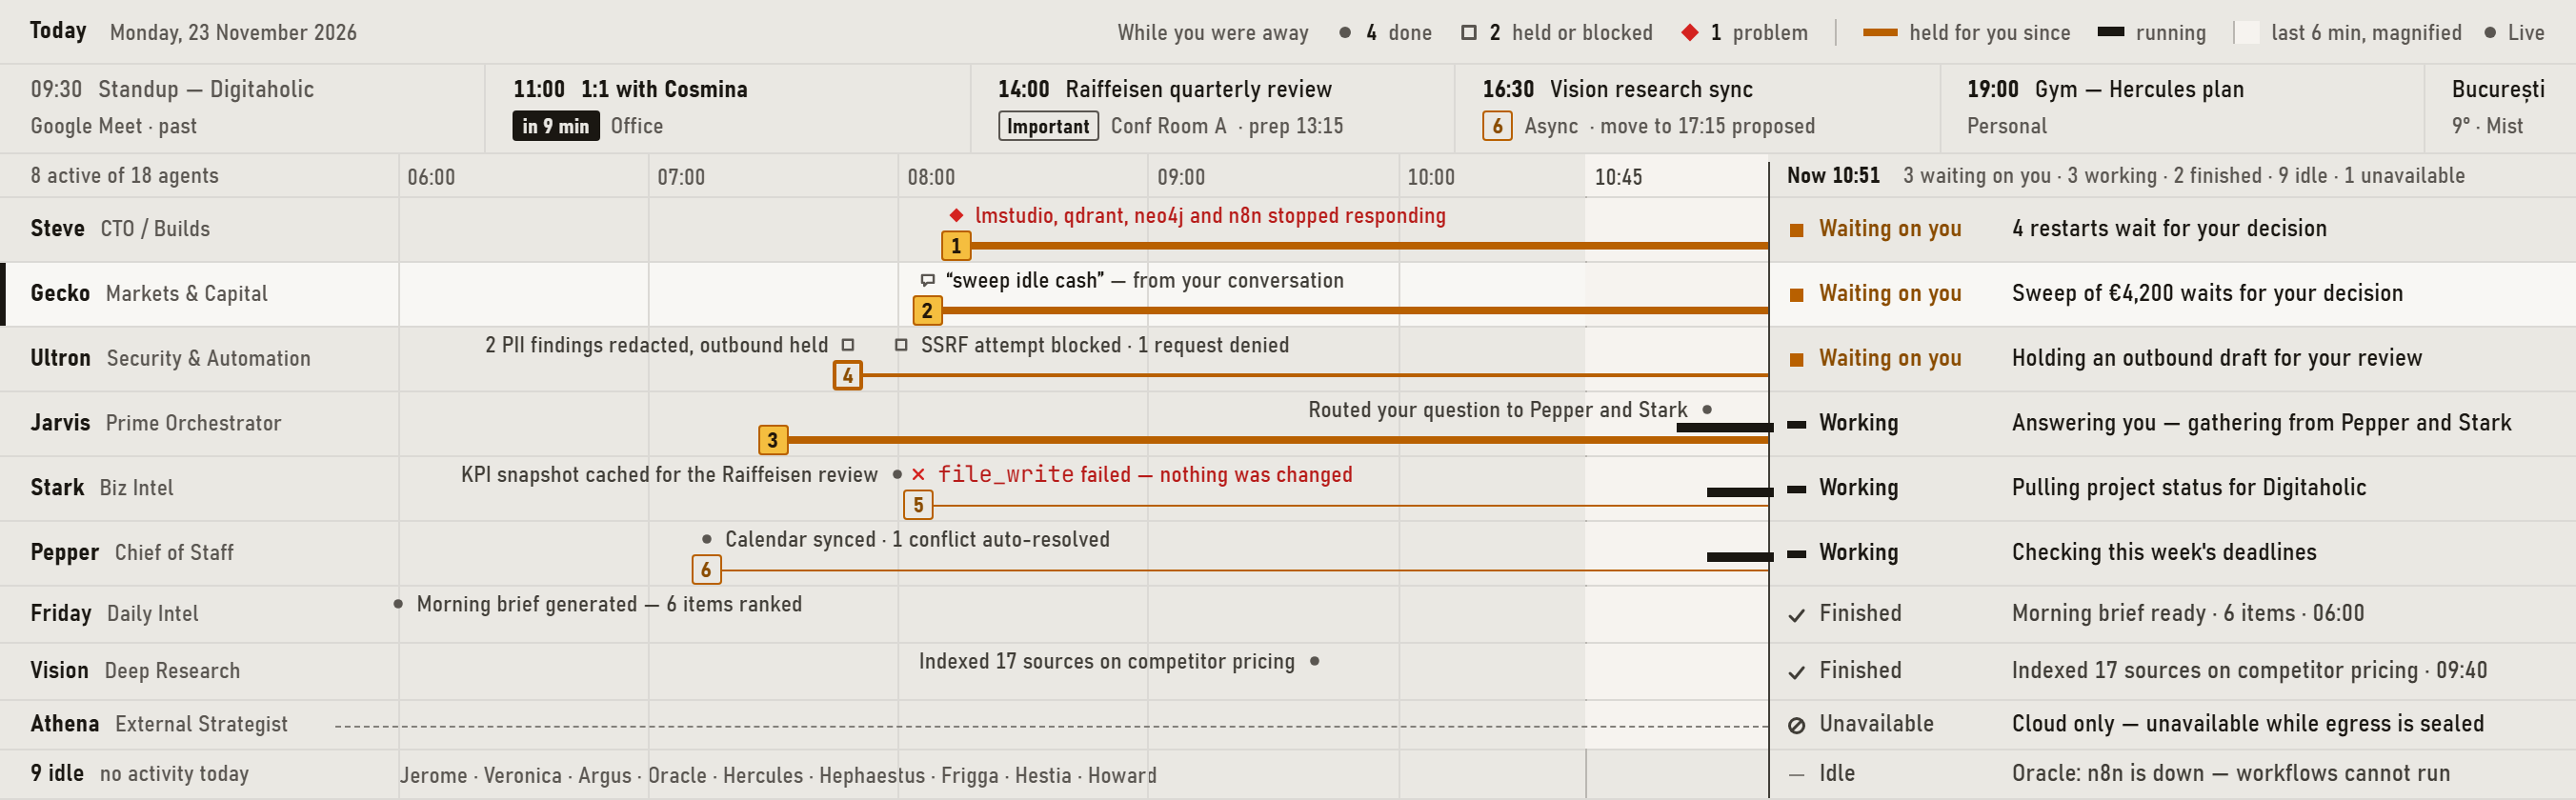 Today Monday, 23 November 2026 While you were away 4 done 2 held or blocked 1 problem held for you since running last 6 min, magnified Live
09:30 Standup — Digitaholic 11:00 1:1 with Cosmina 14:00 Raiffeisen quarterly review 16:30 Vision research sync 19:00 Gym — Hercules plan București
Google Meet · past in 9 min Office Important Conf Room A · prep 13:15 6 Async · move to 17:15 proposed Personal 9° · Mist
8 active of 18 agents 06:00 07:00 08:00 09:00 10:00 10:45 Now 10:51 3 waiting on you · 3 working · 2 finished · 9 idle · 1 unavailable
lmstudio, qdrant, neo4j and n8n stopped responding
Steve CTO / Builds 1 Waiting on you 4 restarts wait for your decision
“sweep idle cash” — from your conversation
Gecko Markets & Capital 2 Waiting on you Sweep of €4,200 waits for your decision
2 PII findings redacted, outbound held SSRF attempt blocked · 1 request denied
Ultron Security & Automation 4 Waiting on you Holding an outbound draft for your review
Routed your question to Pepper and Stark
Jarvis Prime Orchestrator 3 Working Answering you — gathering from Pepper and Stark
KPI snapshot cached for the Raiffeisen review file_write failed — nothing was changed
Stark Biz Intel 5 Working Pulling project status for Digitaholic
Calendar synced · 1 conflict auto-resolved
Pepper Chief of Staff 6 Working Checking this week's deadlines
Morning brief generated — 6 items ranked
Friday Daily Intel Finished Morning brief ready · 6 items · 06:00
Indexed 17 sources on competitor pricing
Vision Deep Research Finished Indexed 17 sources on competitor pricing · 09:40
Athena External Strategist Unavailable Cloud only — unavailable while egress is sealed
9 idle no activity today Jerome · Veronica · Argus · Oracle · Hercules · Hephaestus · Frigga · Hestia · Howard Idle Oracle: n8n is down — workflows cannot run